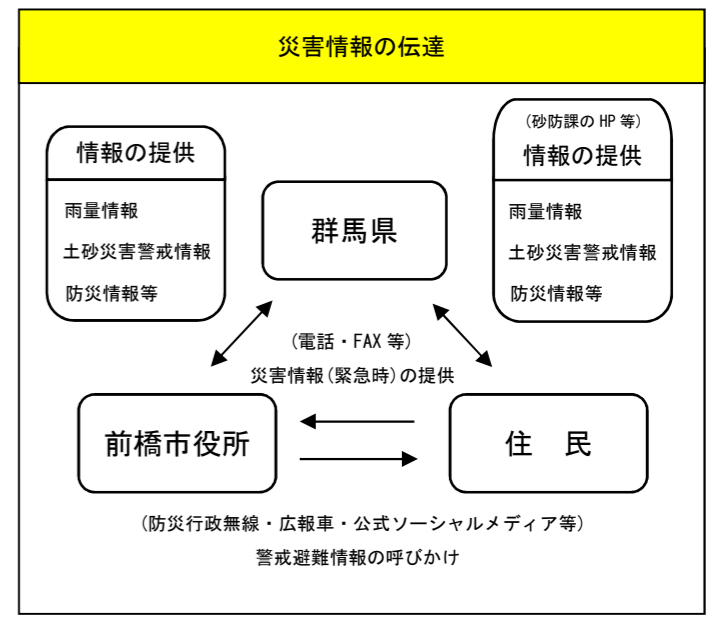 災害情報の伝達
情報の提供
雨量情報
土砂災害警戒情報
防災情報等
(砂防課の HP 等)
情報の提供
雨量情報
土砂災害警戒情報
防災情報等
群馬県
(電話・FAX 等)
災害情報(緊急時)の提供
前橋市役所
住　民
(防災行政無線・広報車・公式ソーシャルメディア等)
警戒避難情報の呼びかけ